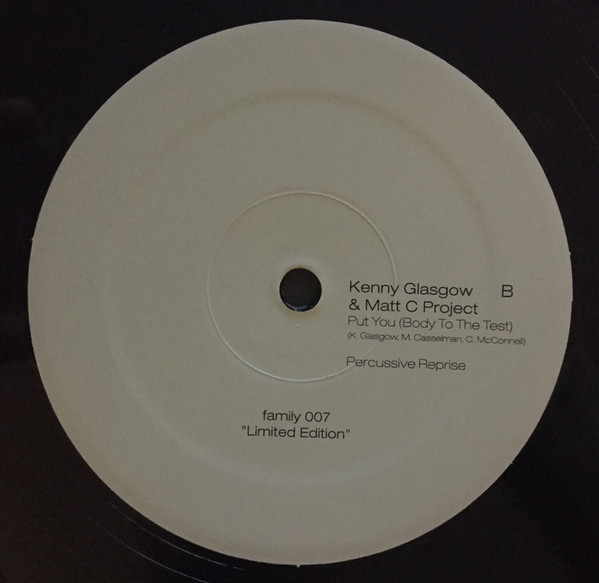 Kenny Glasgow B
& Matt C Project
Put You (Body To The Test)
(K. Glasgow, M. Casselman, C. McConnell)
Percussive Reprise
family 007
"Limited Edition"